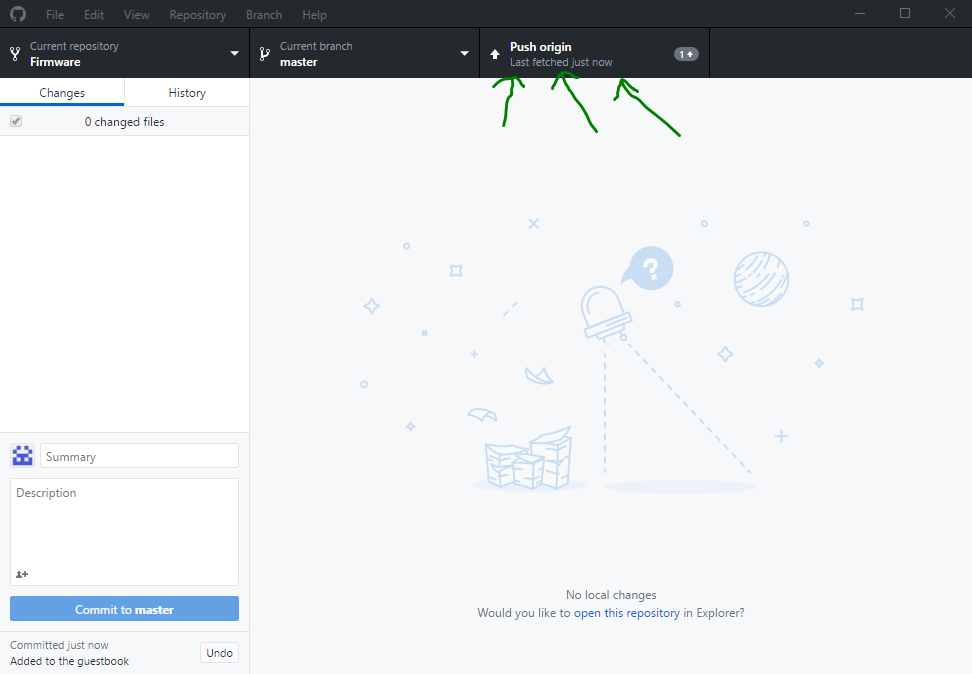 File Edit View Repository Branch Help
Current repository
Firmware
Current branch
master
Push origin
Last fetched just now
1
Changes
History
0 changed files
?
Summary
Description
Commit to master
Committed just now
Added to the guestbook
Undo
No local changes
Would you like to open this repository in Explorer?